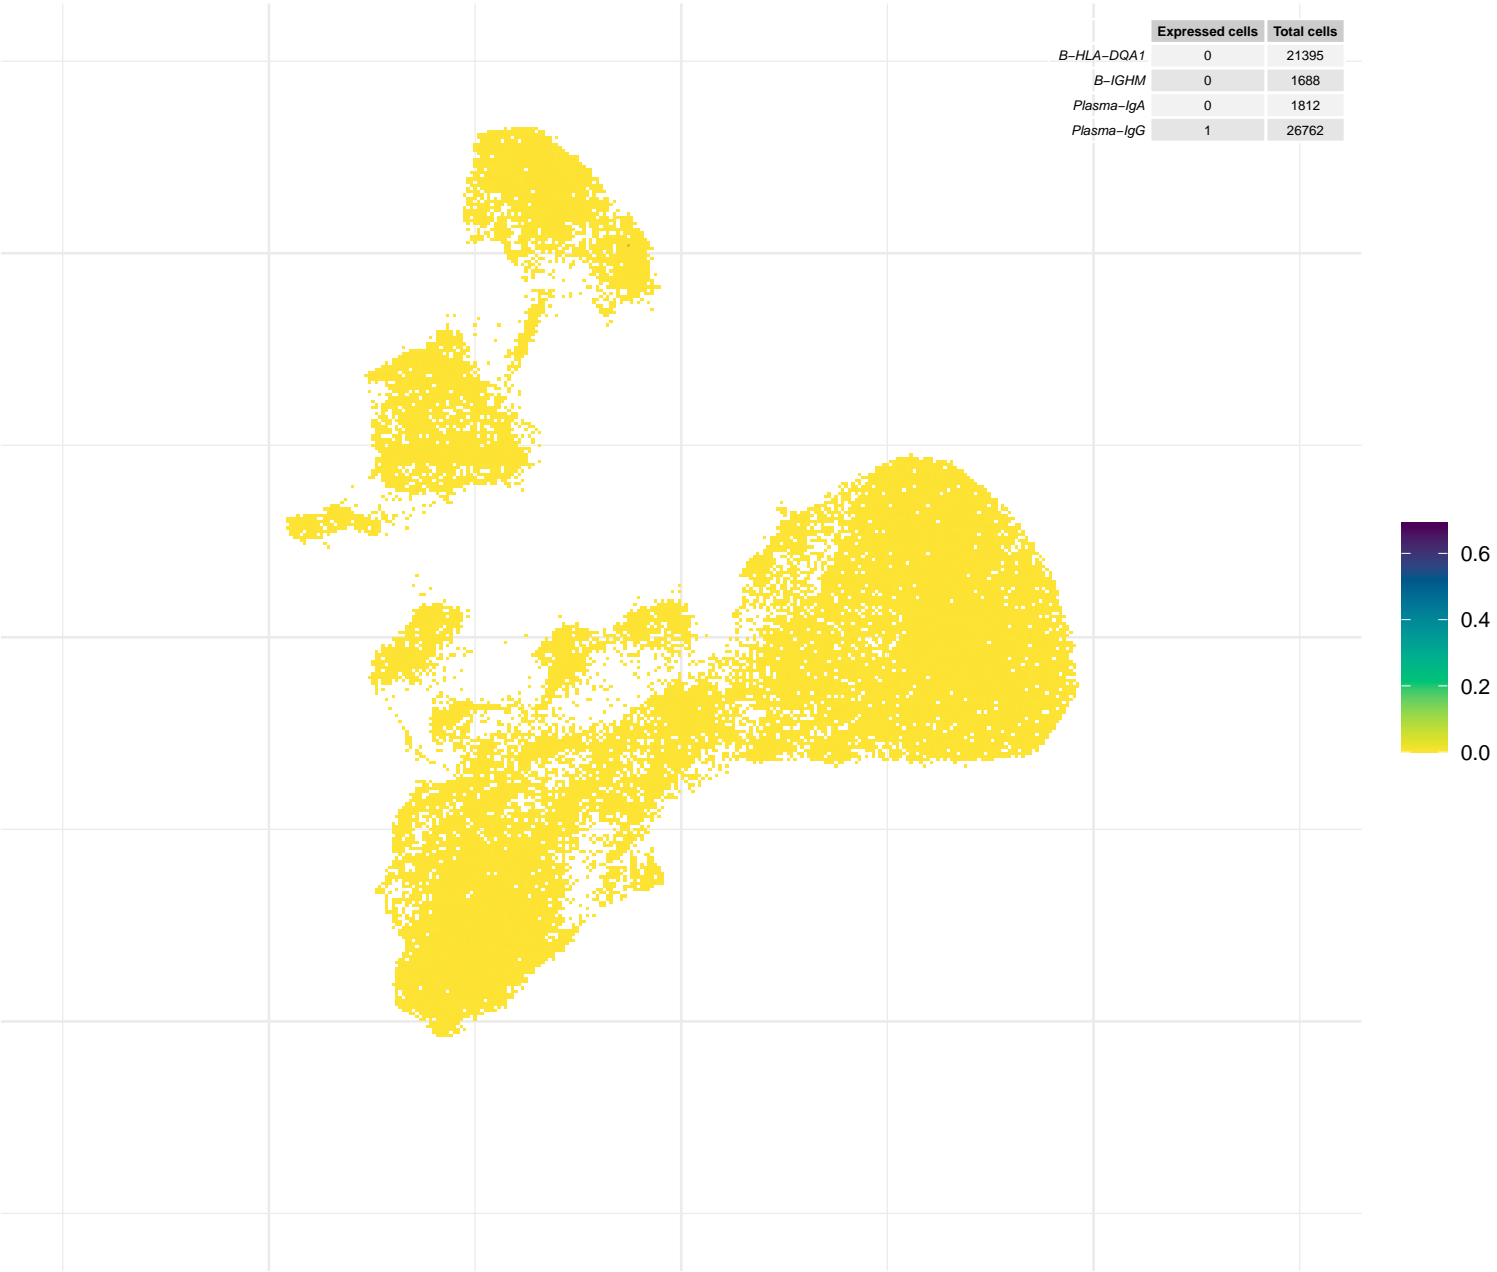 Expressed cells Total cells
B−HLA−DQA1 0 21395
B−IGHM 0 1688
Plasma−IgA 0 1812
Plasma−IgG 1 26762
0.6
0.4
0.2
0.0